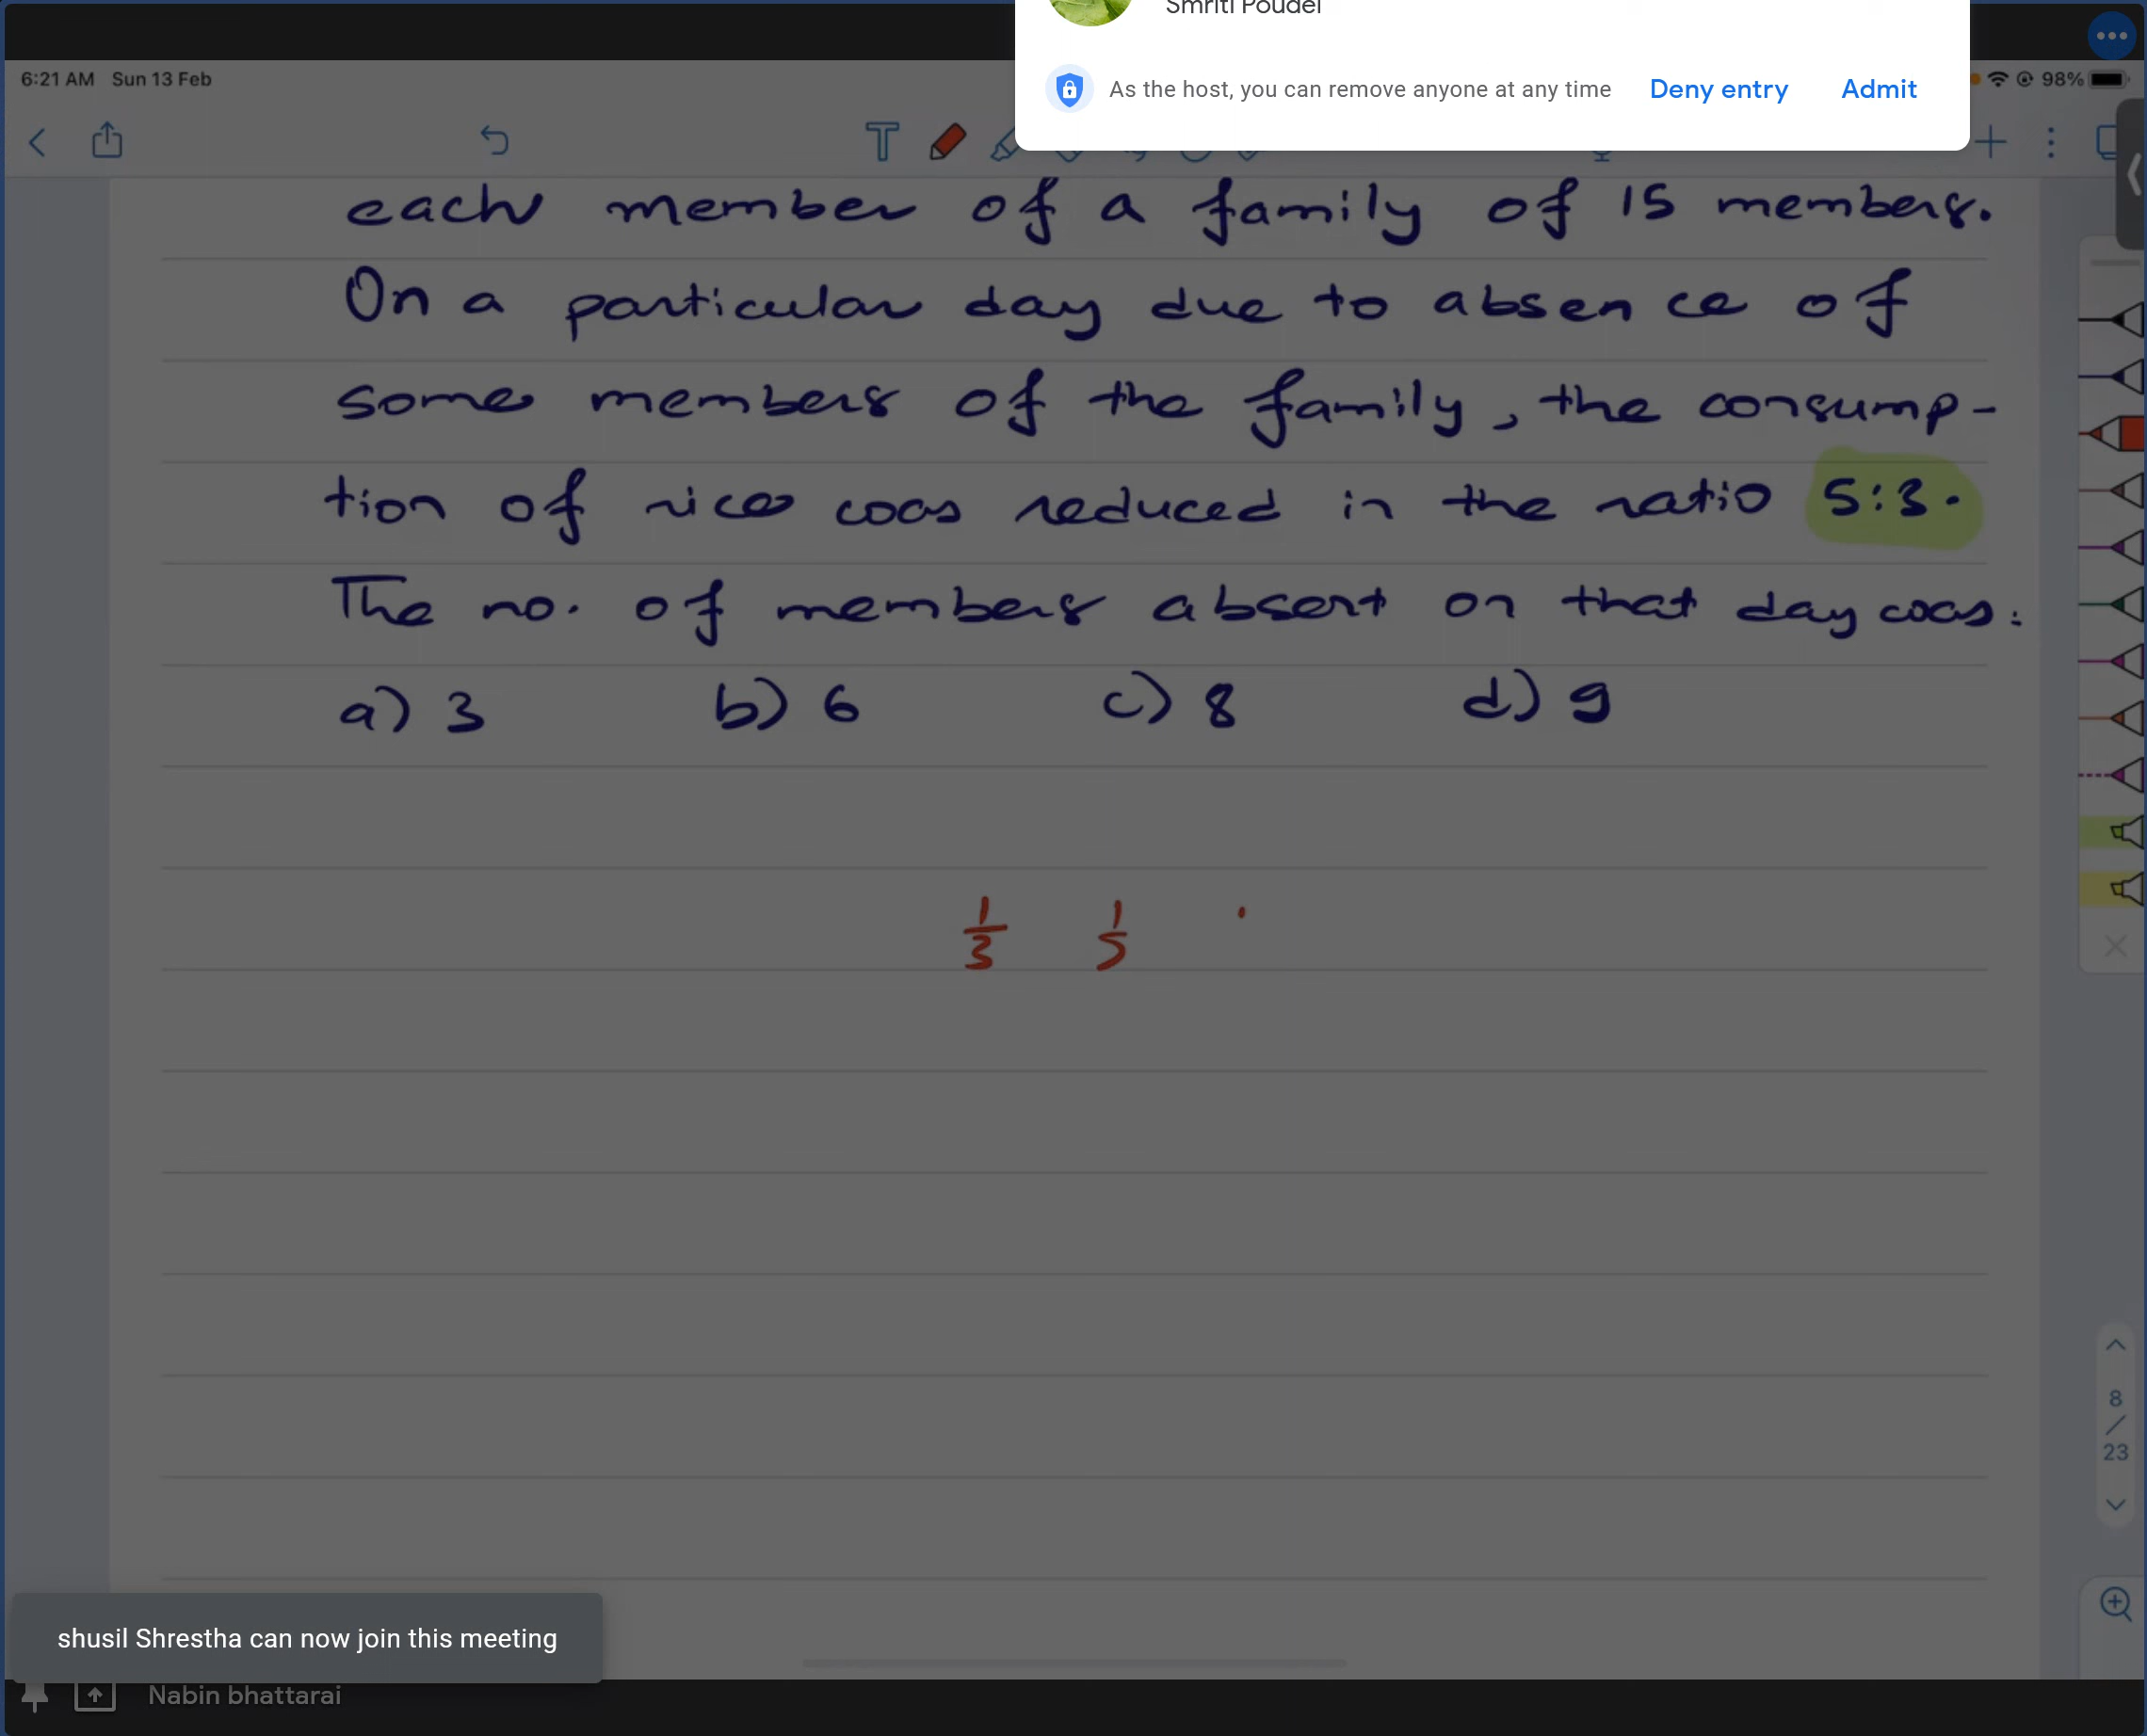 Smriti Poudel
As the host, you can remove anyone at any time Deny entry Admit
6:21 AM Sun 13 Feb 98%
T
each member of a family of 15 members.
On a particular day due to absence of
some members of the family, the consump-
tion of rice was reduced in the ratio 5:3.
The no. of members absent on that day was:
a) 3 b) 6 c) 8 d) 9
1/3 1/5
8
/
23
shusil Shrestha can now join this meeting
Nabin bhattarai